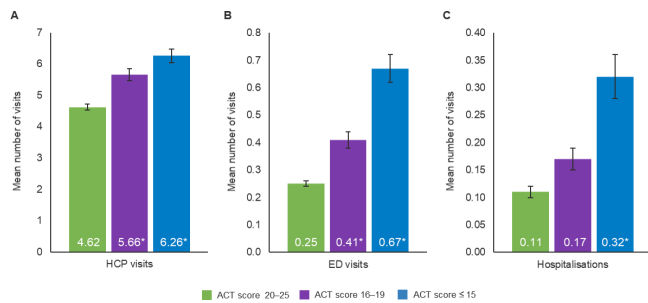 A
Mean number of visits
7
6
5
4
3
2
1
0
4.62
5.66*
6.26*
HCP visits
B
Mean number of visits
0.8
0.7
0.6
0.5
0.4
0.3
0.2
0.1
0.0
0.25
0.41*
0.67*
ED visits
C
Mean number of visits
0.40
0.35
0.30
0.25
0.20
0.15
0.10
0.05
0.00
0.11
0.17
0.32*
Hospitalisations
ACT score 20–25
ACT score 16–19
ACT score ≤ 15